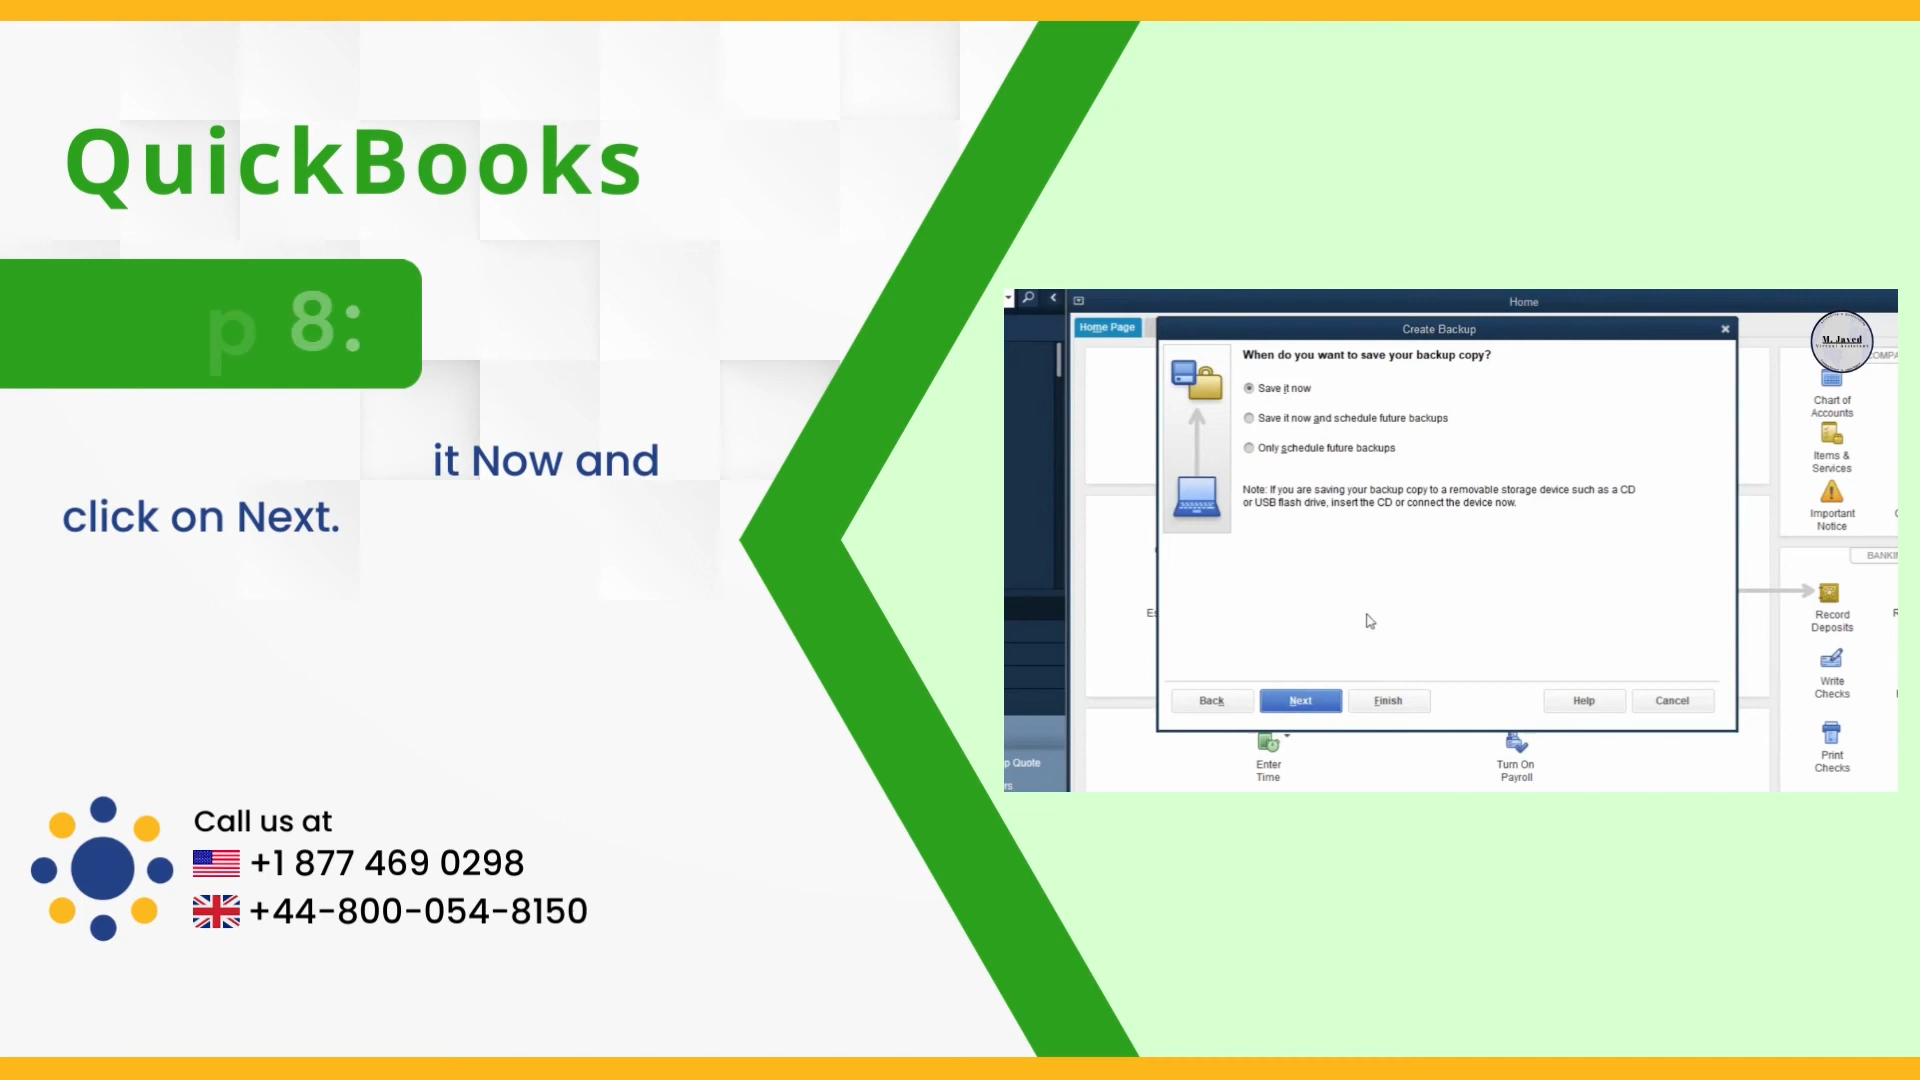 QuickBooks
p 8:
it Now and
click on Next.
Call us at
+1 877 469 0298
+44-800-054-8150
Home
Home Page
Create Backup
When do you want to save your backup copy?
Save it now
Save it now and schedule future backups
Only schedule future backups
Note: If you are saving your backup copy to a removable storage device such as a CD
or USB flash drive, insert the CD or connect the device now.
Back
Next
Finish
Help
Cancel
M. Javed
Chart of
Accounts
Items &
Services
Important
Notice
Record
Deposits
Write
Checks
Print
Checks
Enter
Time
Turn On
Payroll
p Quote